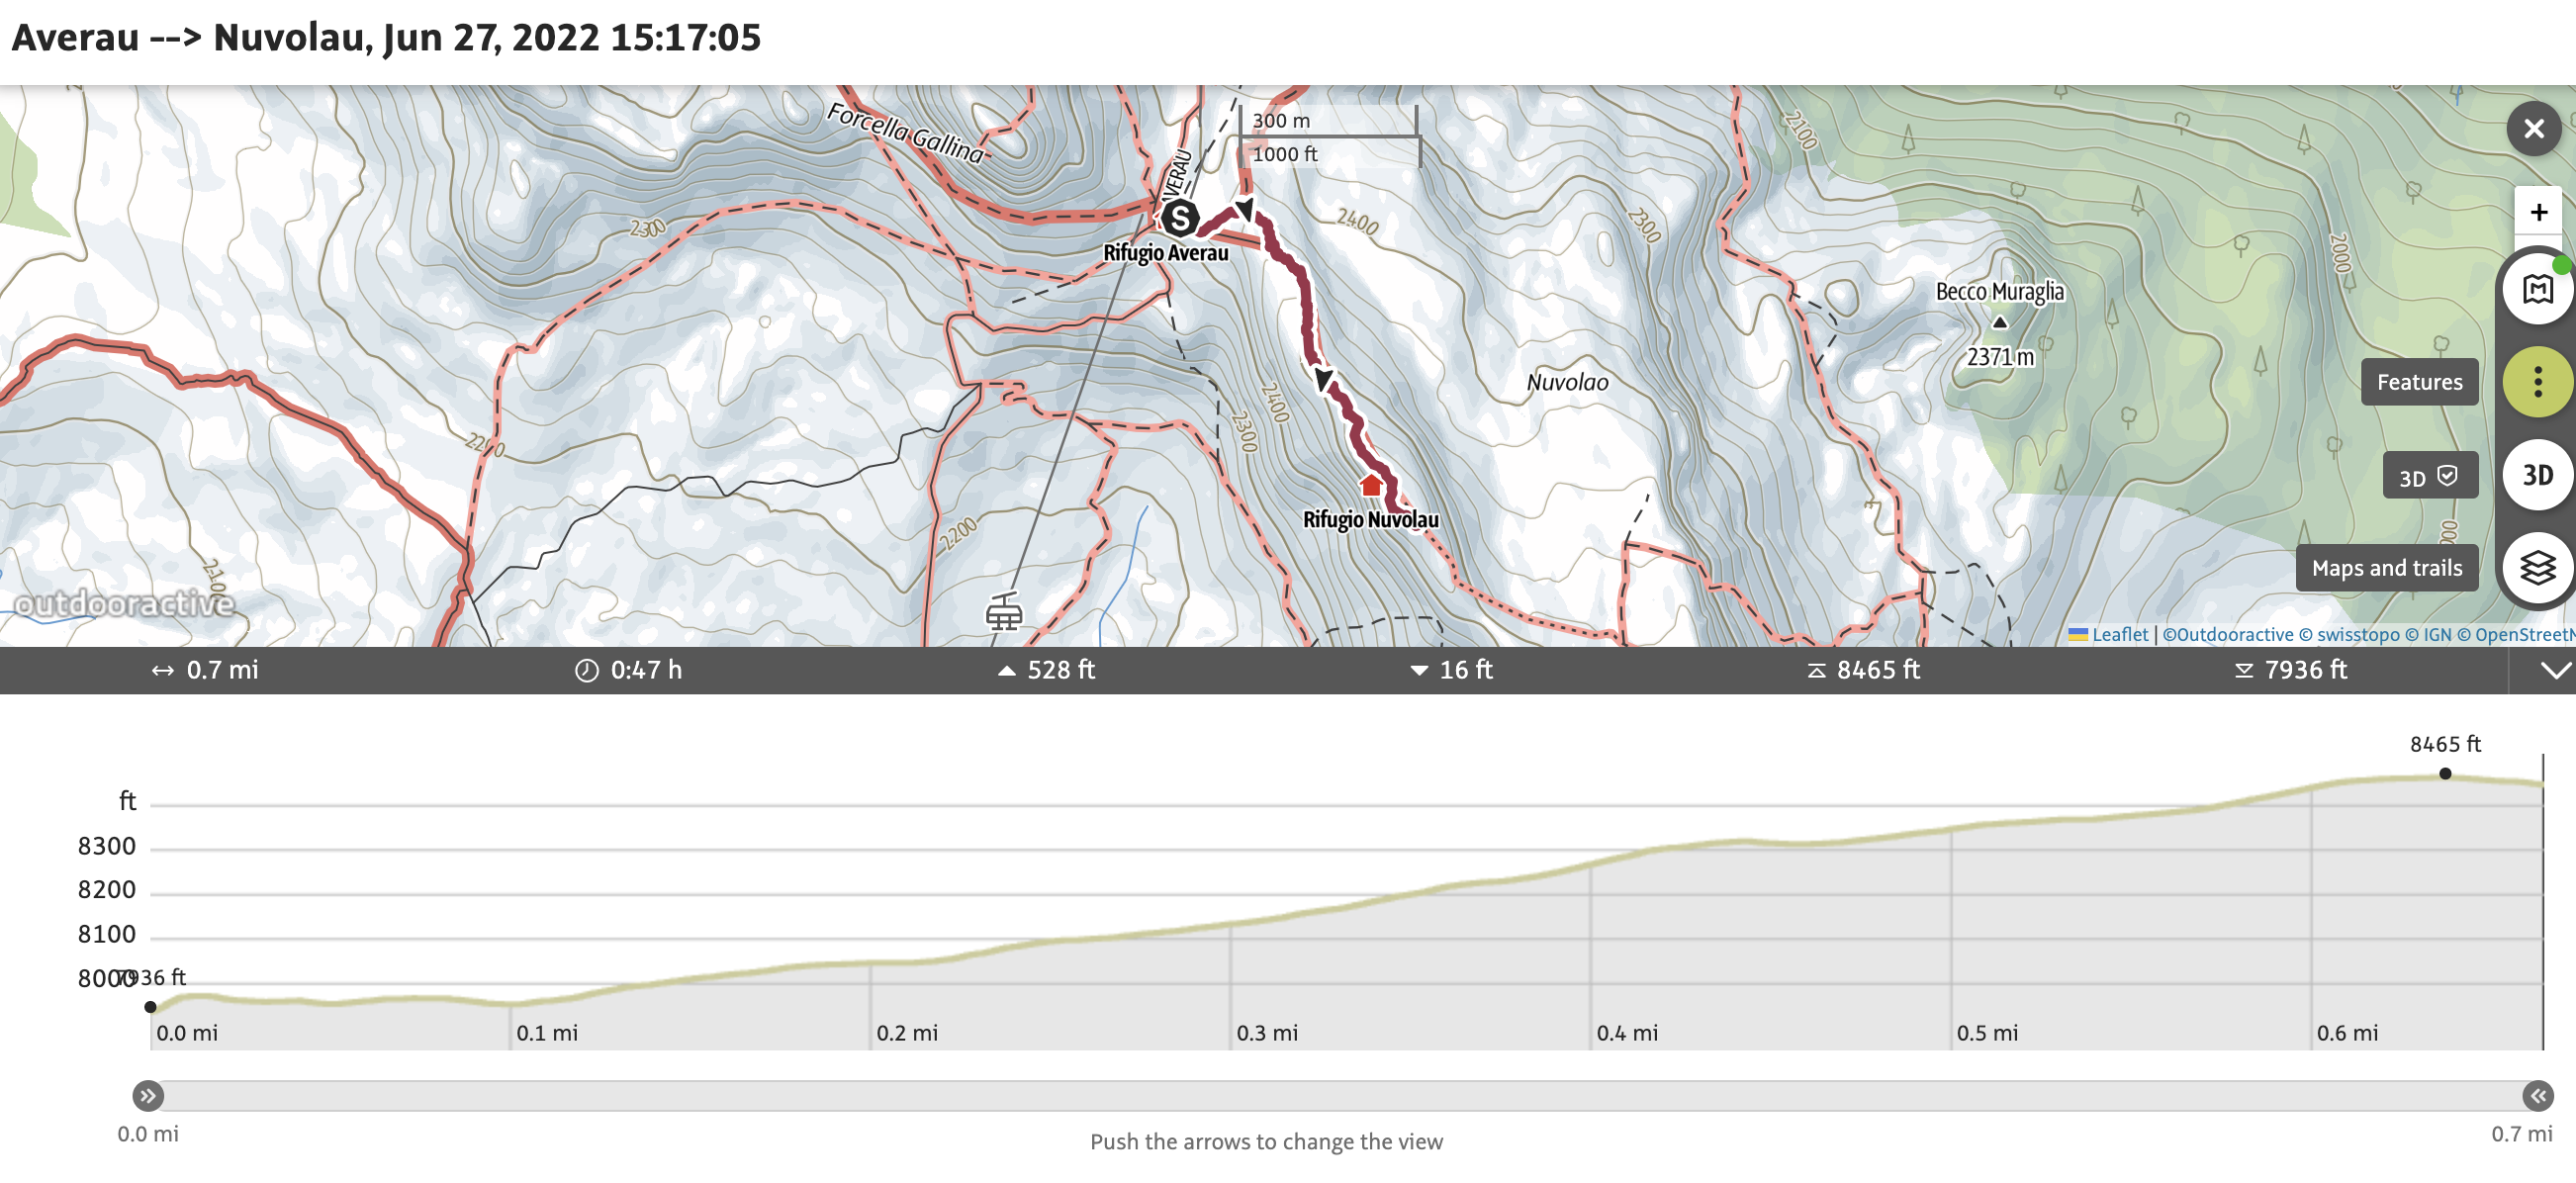 Averau --> Nuvolau, Jun 27, 2022 15:17:05
Forcella Gallina
VERAU
300 m
1000 ft
2100
2300
2400
2300
2000
S
Rifugio Averau
Becco Muraglia
2371 m
Nuvolao
Features
2400
2300
3D
3D
Rifugio Nuvolau
2200
Maps and trails
outdooractive
Leaflet | ©Outdooractive © swisstopo © IGN © OpenStreet
0.7 mi
0:47 h
528 ft
16 ft
8465 ft
7936 ft
8465 ft
ft
8300
8200
8100
8000
7936 ft
0.0 mi
0.1 mi
0.2 mi
0.3 mi
0.4 mi
0.5 mi
0.6 mi
0.0 mi
Push the arrows to change the view
0.7 mi